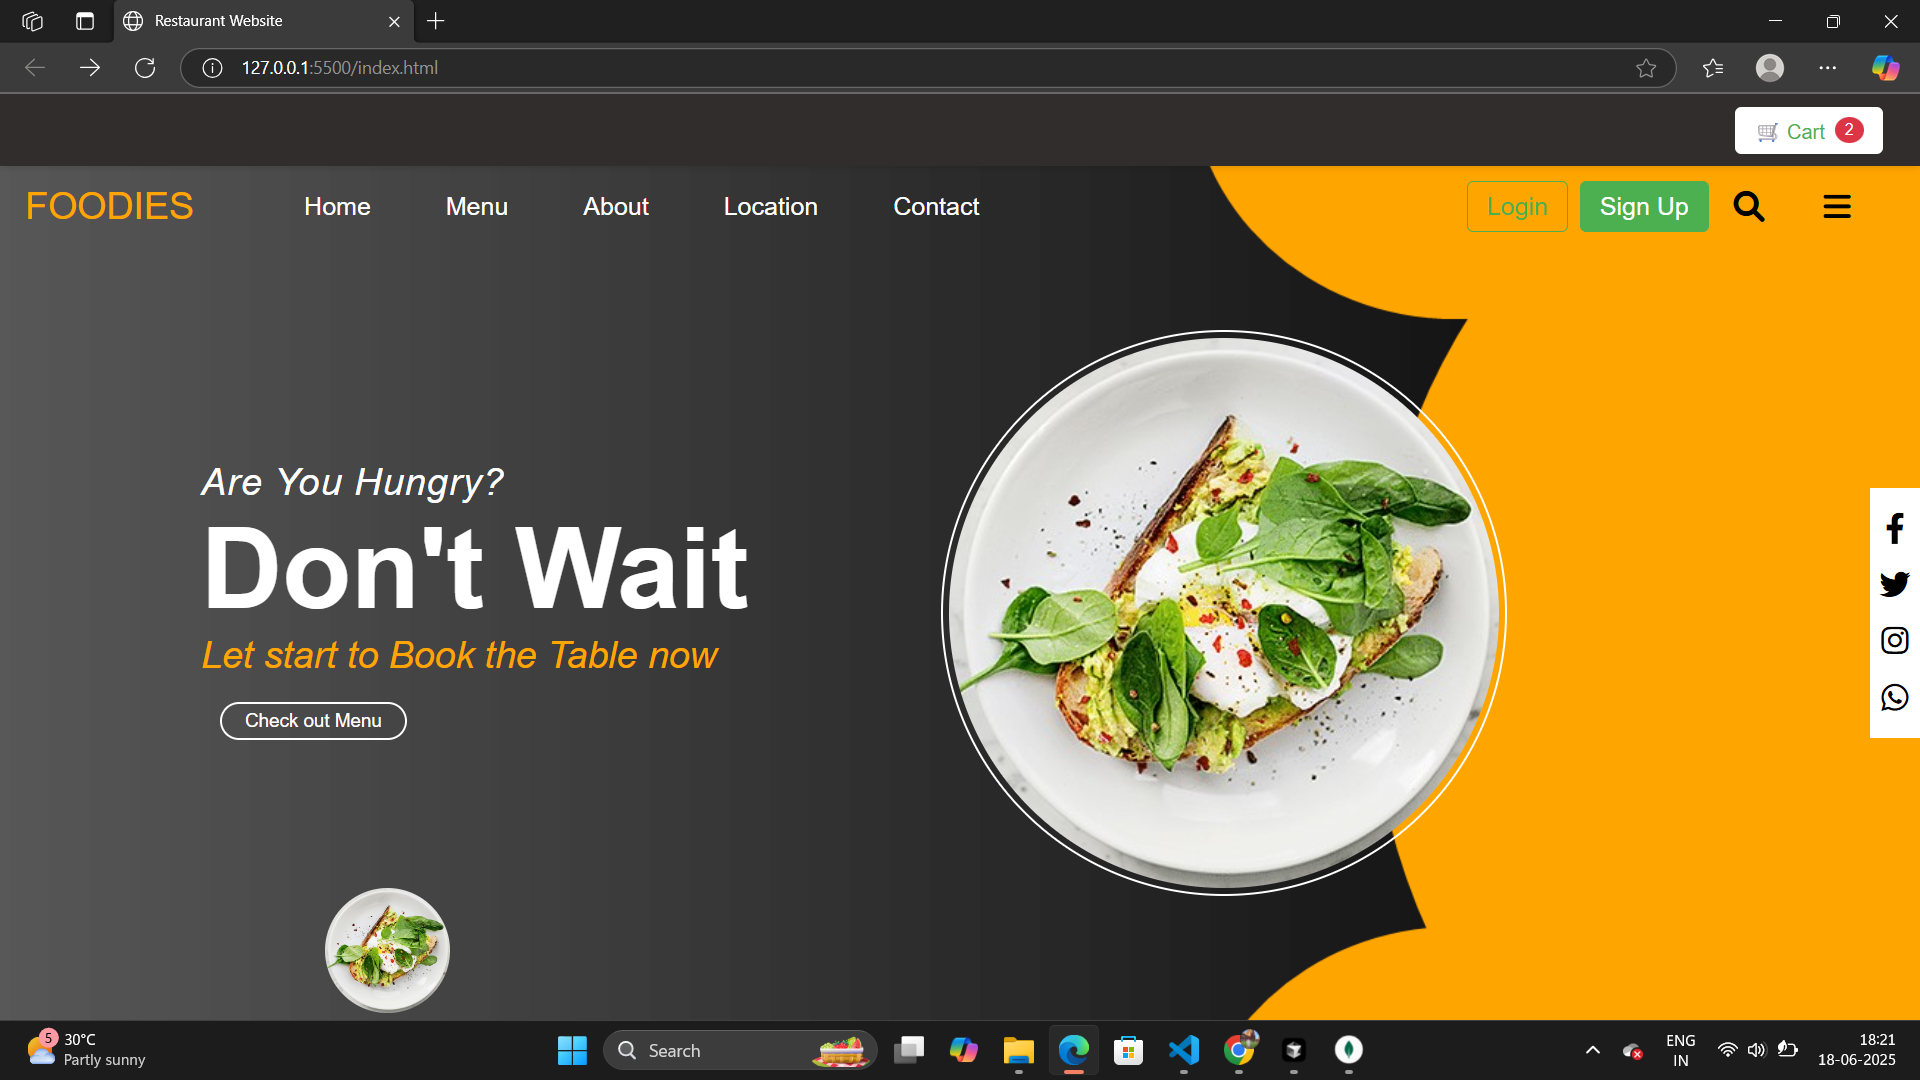 Restaurant Website
127.0.0.1:5500/index.html
Cart 2
FOODIES Home Menu About Location Contact Login Sign Up
Are You Hungry?
Don't Wait
Let start to Book the Table now
Check out Menu
5 30°C
Partly sunny
Search
ENG
IN
18:21
18-06-2025